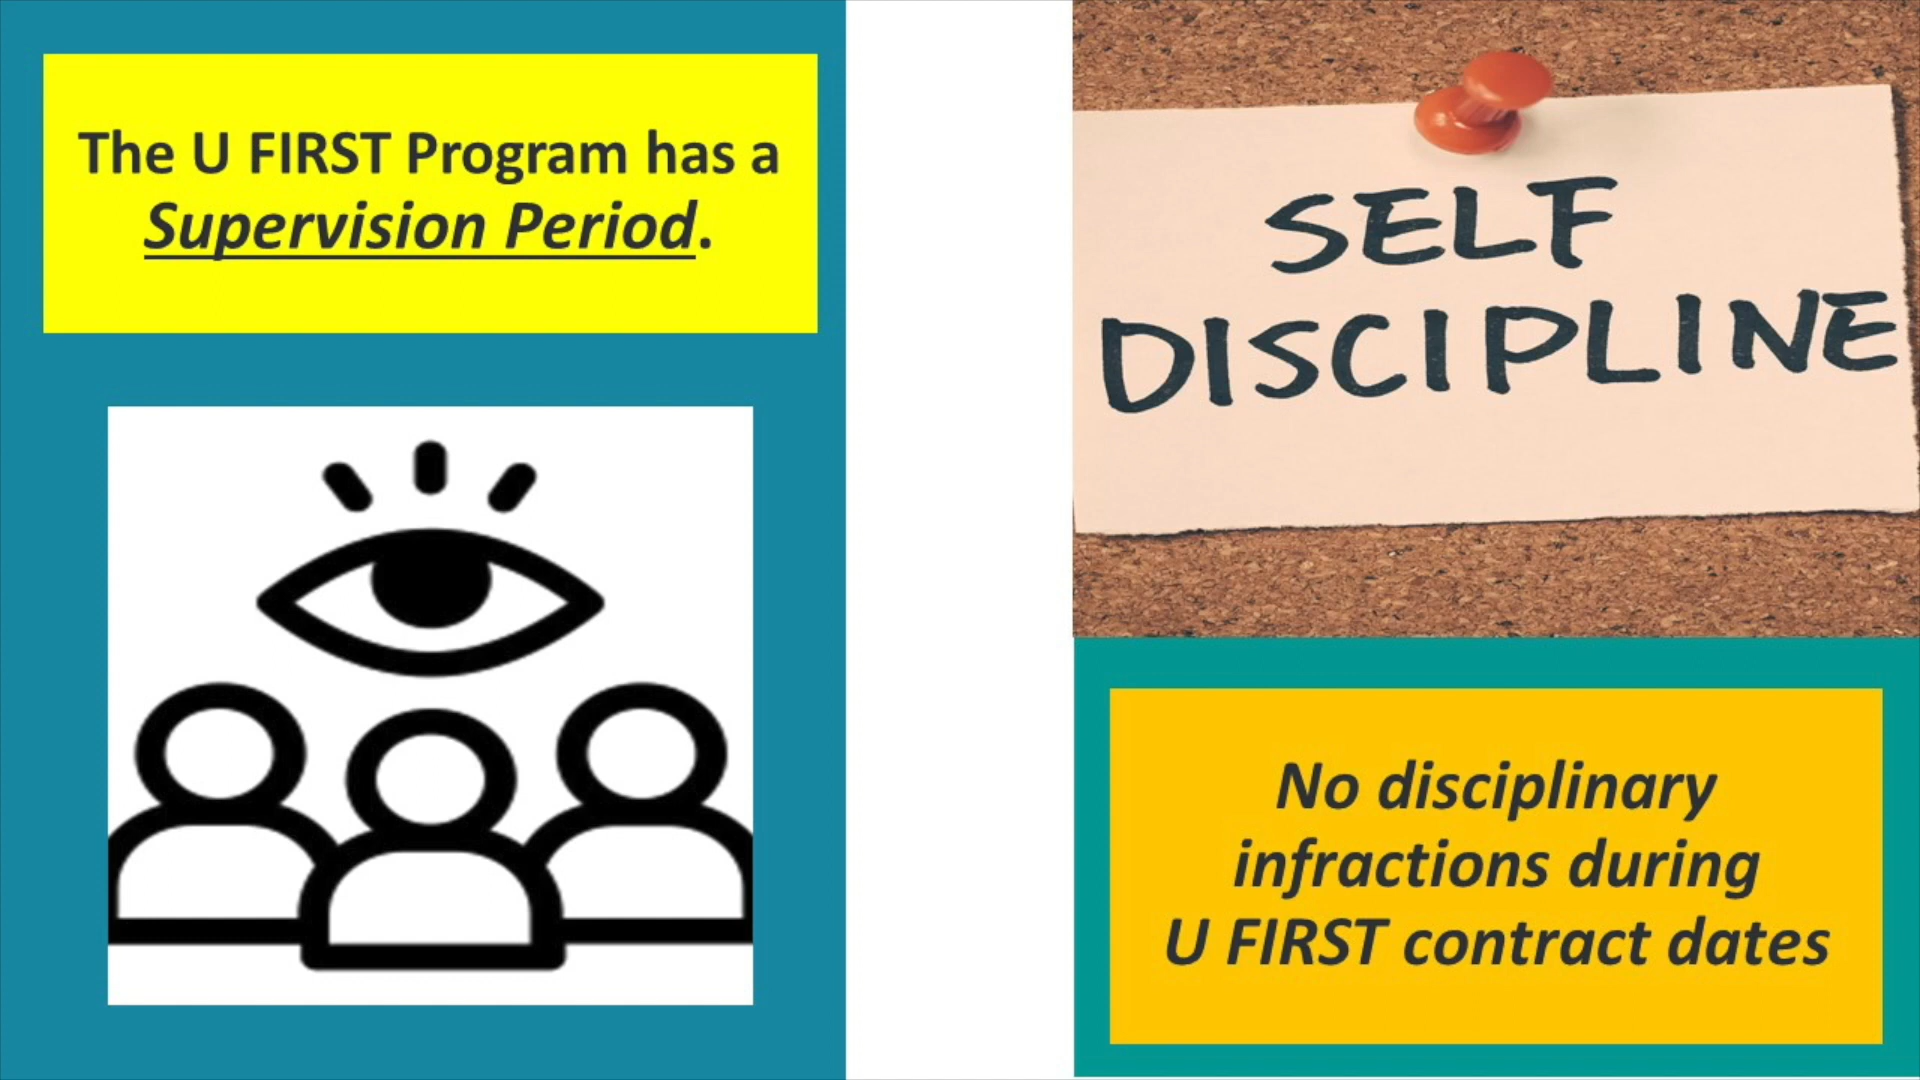 The U FIRST Program has a
Supervision Period.
SELF
DISCIPLINE
No disciplinary
infractions during
U FIRST contract dates